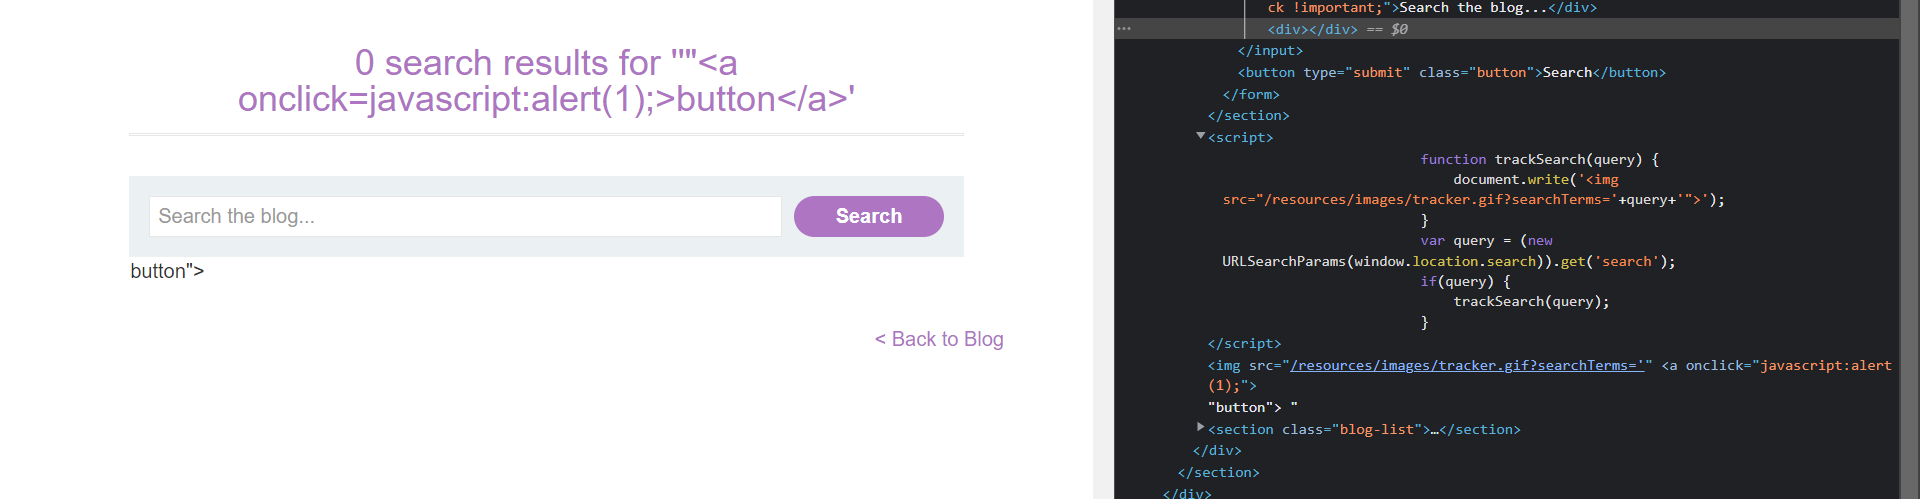 0 search results for ''"<a
onclick=javascript:alert(1);>button</a>'
Search the blog...
Search
button">
< Back to Blog
ck !important;">Search the blog...</div>
<div></div> == $0
</input>
<button type="submit" class="button">Search</button>
</form>
</section>
<script>
function trackSearch(query) {
document.write('<img
src="/resources/images/tracker.gif?searchTerms='+query+'">');
}
var query = (new
URLSearchParams(window.location.search)).get('search');
if(query) {
trackSearch(query);
}
</script>
<img src="/resources/images/tracker.gif?searchTerms='" <a onclick="javascript:alert
(1);">
"button"> "
<section class="blog-list">…</section>
</div>
</section>
</div>